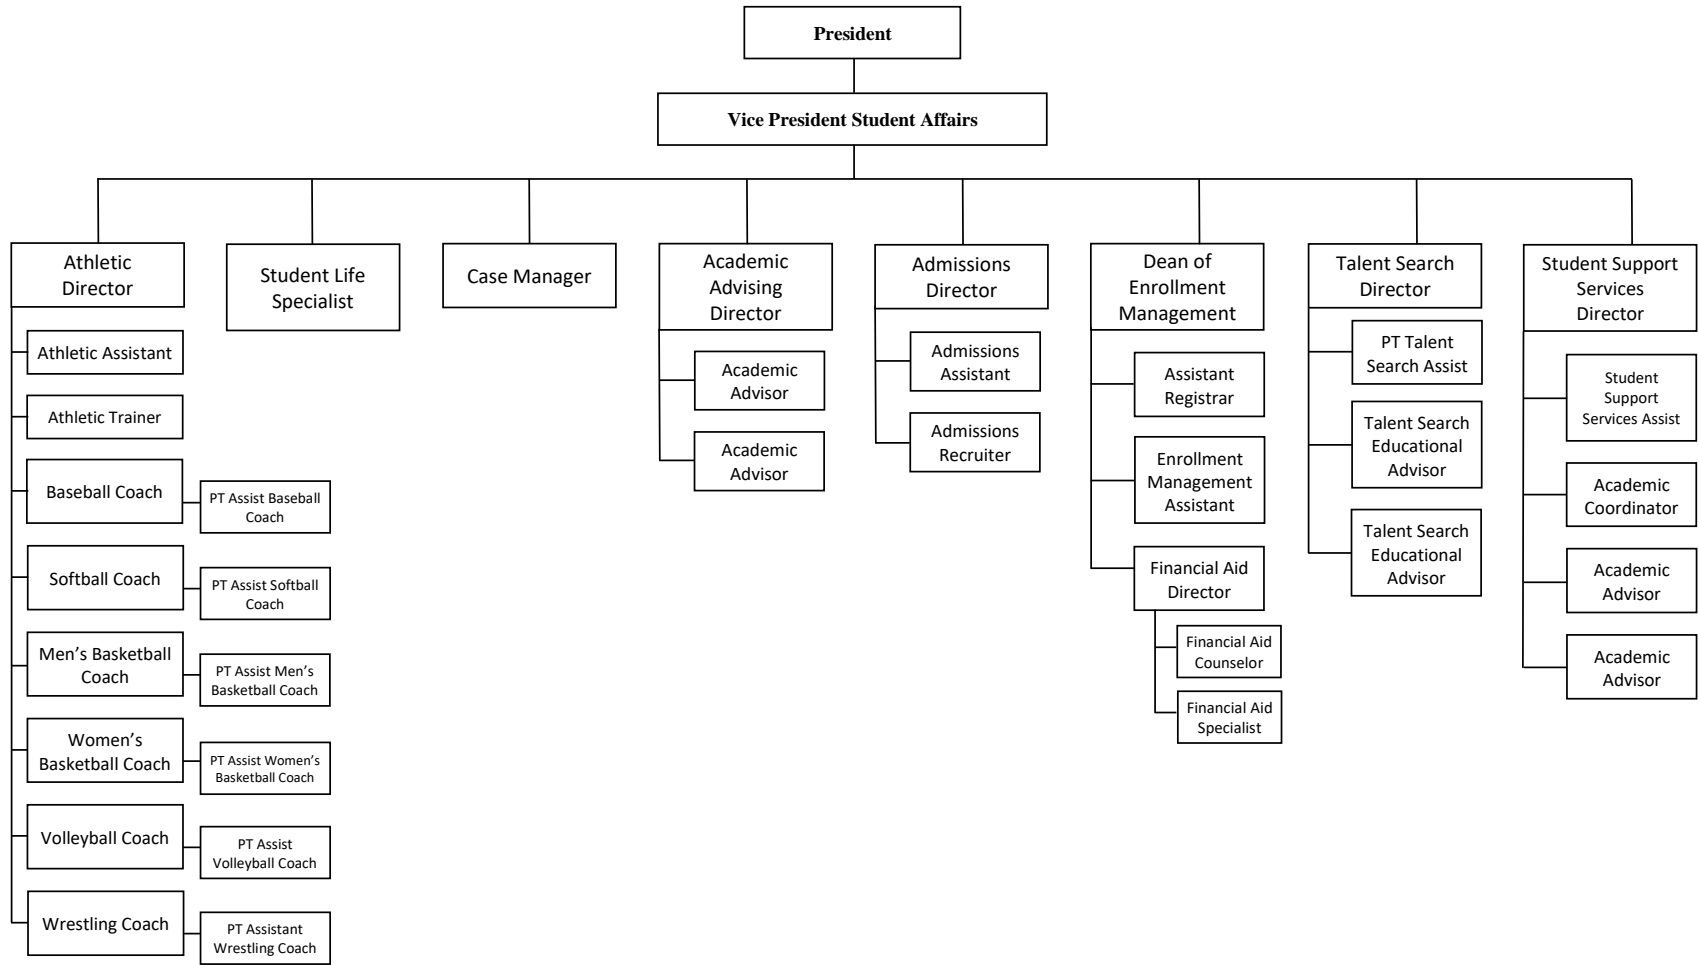 President
Vice President Student Affairs
Athletic
Director
Student Life
Specialist
Case Manager
Academic
Advising
Director
Admissions
Director
Dean of
Enrollment
Management
Talent Search
Director
Student Support
Services
Director
Athletic Assistant
Athletic Trainer
Baseball Coach
PT Assist Baseball
Coach
Softball Coach
PT Assist Softball
Coach
Men’s Basketball
Coach
PT Assist Men’s
Basketball Coach
Women’s
Basketball Coach
PT Assist Women’s
Basketball Coach
Volleyball Coach
PT Assist
Volleyball Coach
Wrestling Coach
PT Assistant
Wrestling Coach
Academic
Advisor
Academic
Advisor
Admissions
Assistant
Admissions
Recruiter
Assistant
Registrar
Enrollment
Management
Assistant
Financial Aid
Director
Financial Aid
Counselor
Financial Aid
Specialist
PT Talent
Search Assist
Talent Search
Educational
Advisor
Talent Search
Educational
Advisor
Student
Support
Services Assist
Academic
Coordinator
Academic
Advisor
Academic
Advisor